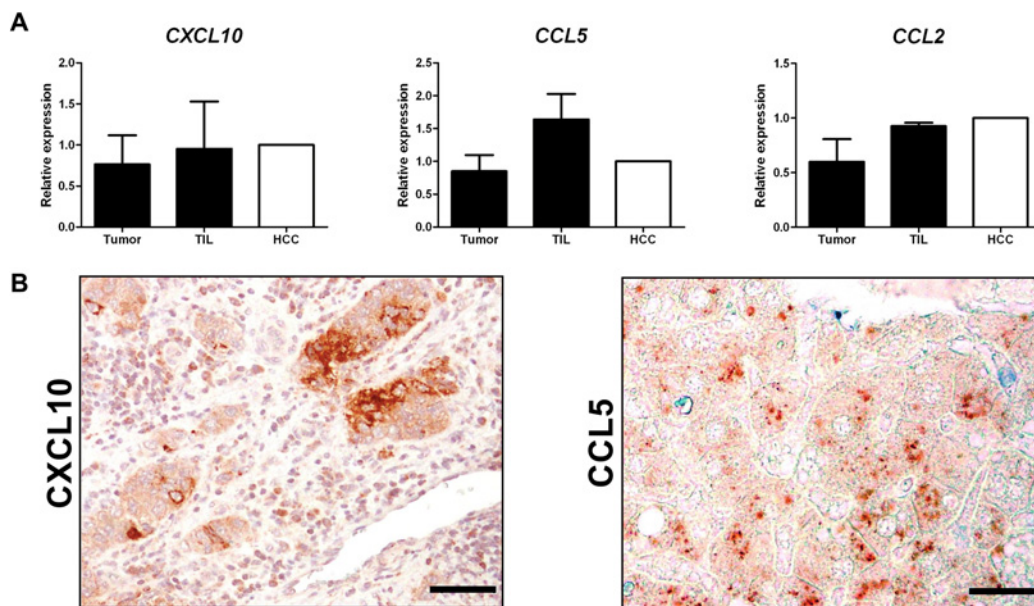 A
CXCL10
CCL5
CCL2
Relative expression
2.0
1.5
1.0
0.5
0.0
Tumor TIL HCC
Relative expression
2.5
2.0
1.5
1.0
0.5
0.0
Tumor TIL HCC
Relative expression
1.5
1.0
0.5
0.0
Tumor TIL HCC
B
CXCL10
CCL5